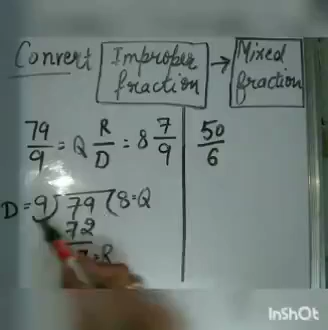 Convert Improper fraction → Mixed fraction
79/9 = Q R/D = 8 7/9
50/6
D = 9) 79 (8 = Q
72
7 = R
InShOt